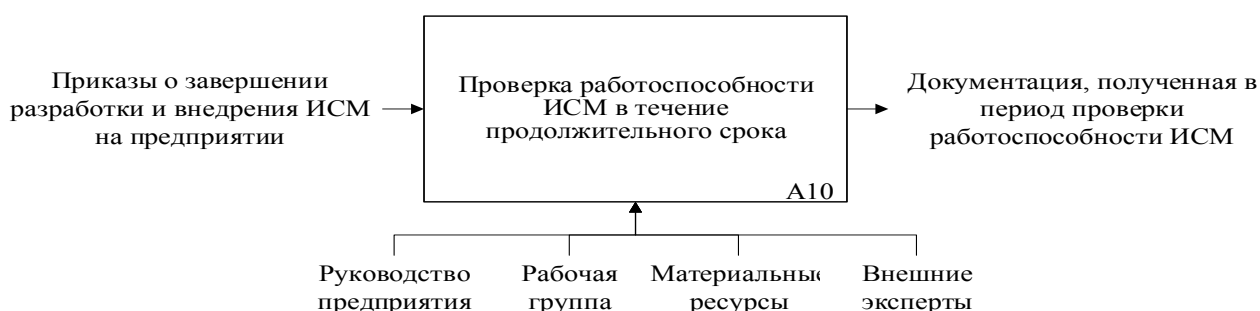 Приказы о завершении
разработки и внедрения ИСМ
на предприятии
Проверка работоспособности
ИСМ в течение
продолжительного срока
А10
Документация, полученная в
период проверки
работоспособности ИСМ
Руководство
предприятия
Рабочая
группа
Материальные
ресурсы
Внешние
эксперты